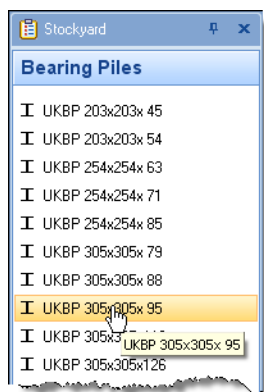 Stockyard
Bearing Piles
UKBP 203x203x 45
UKBP 203x203x 54
UKBP 254x254x 63
UKBP 254x254x 71
UKBP 254x254x 85
UKBP 305x305x 79
UKBP 305x305x 88
UKBP 305x305x 95
UKBP 305x
UKBP 305x305x 95
UKBP 305x305x126